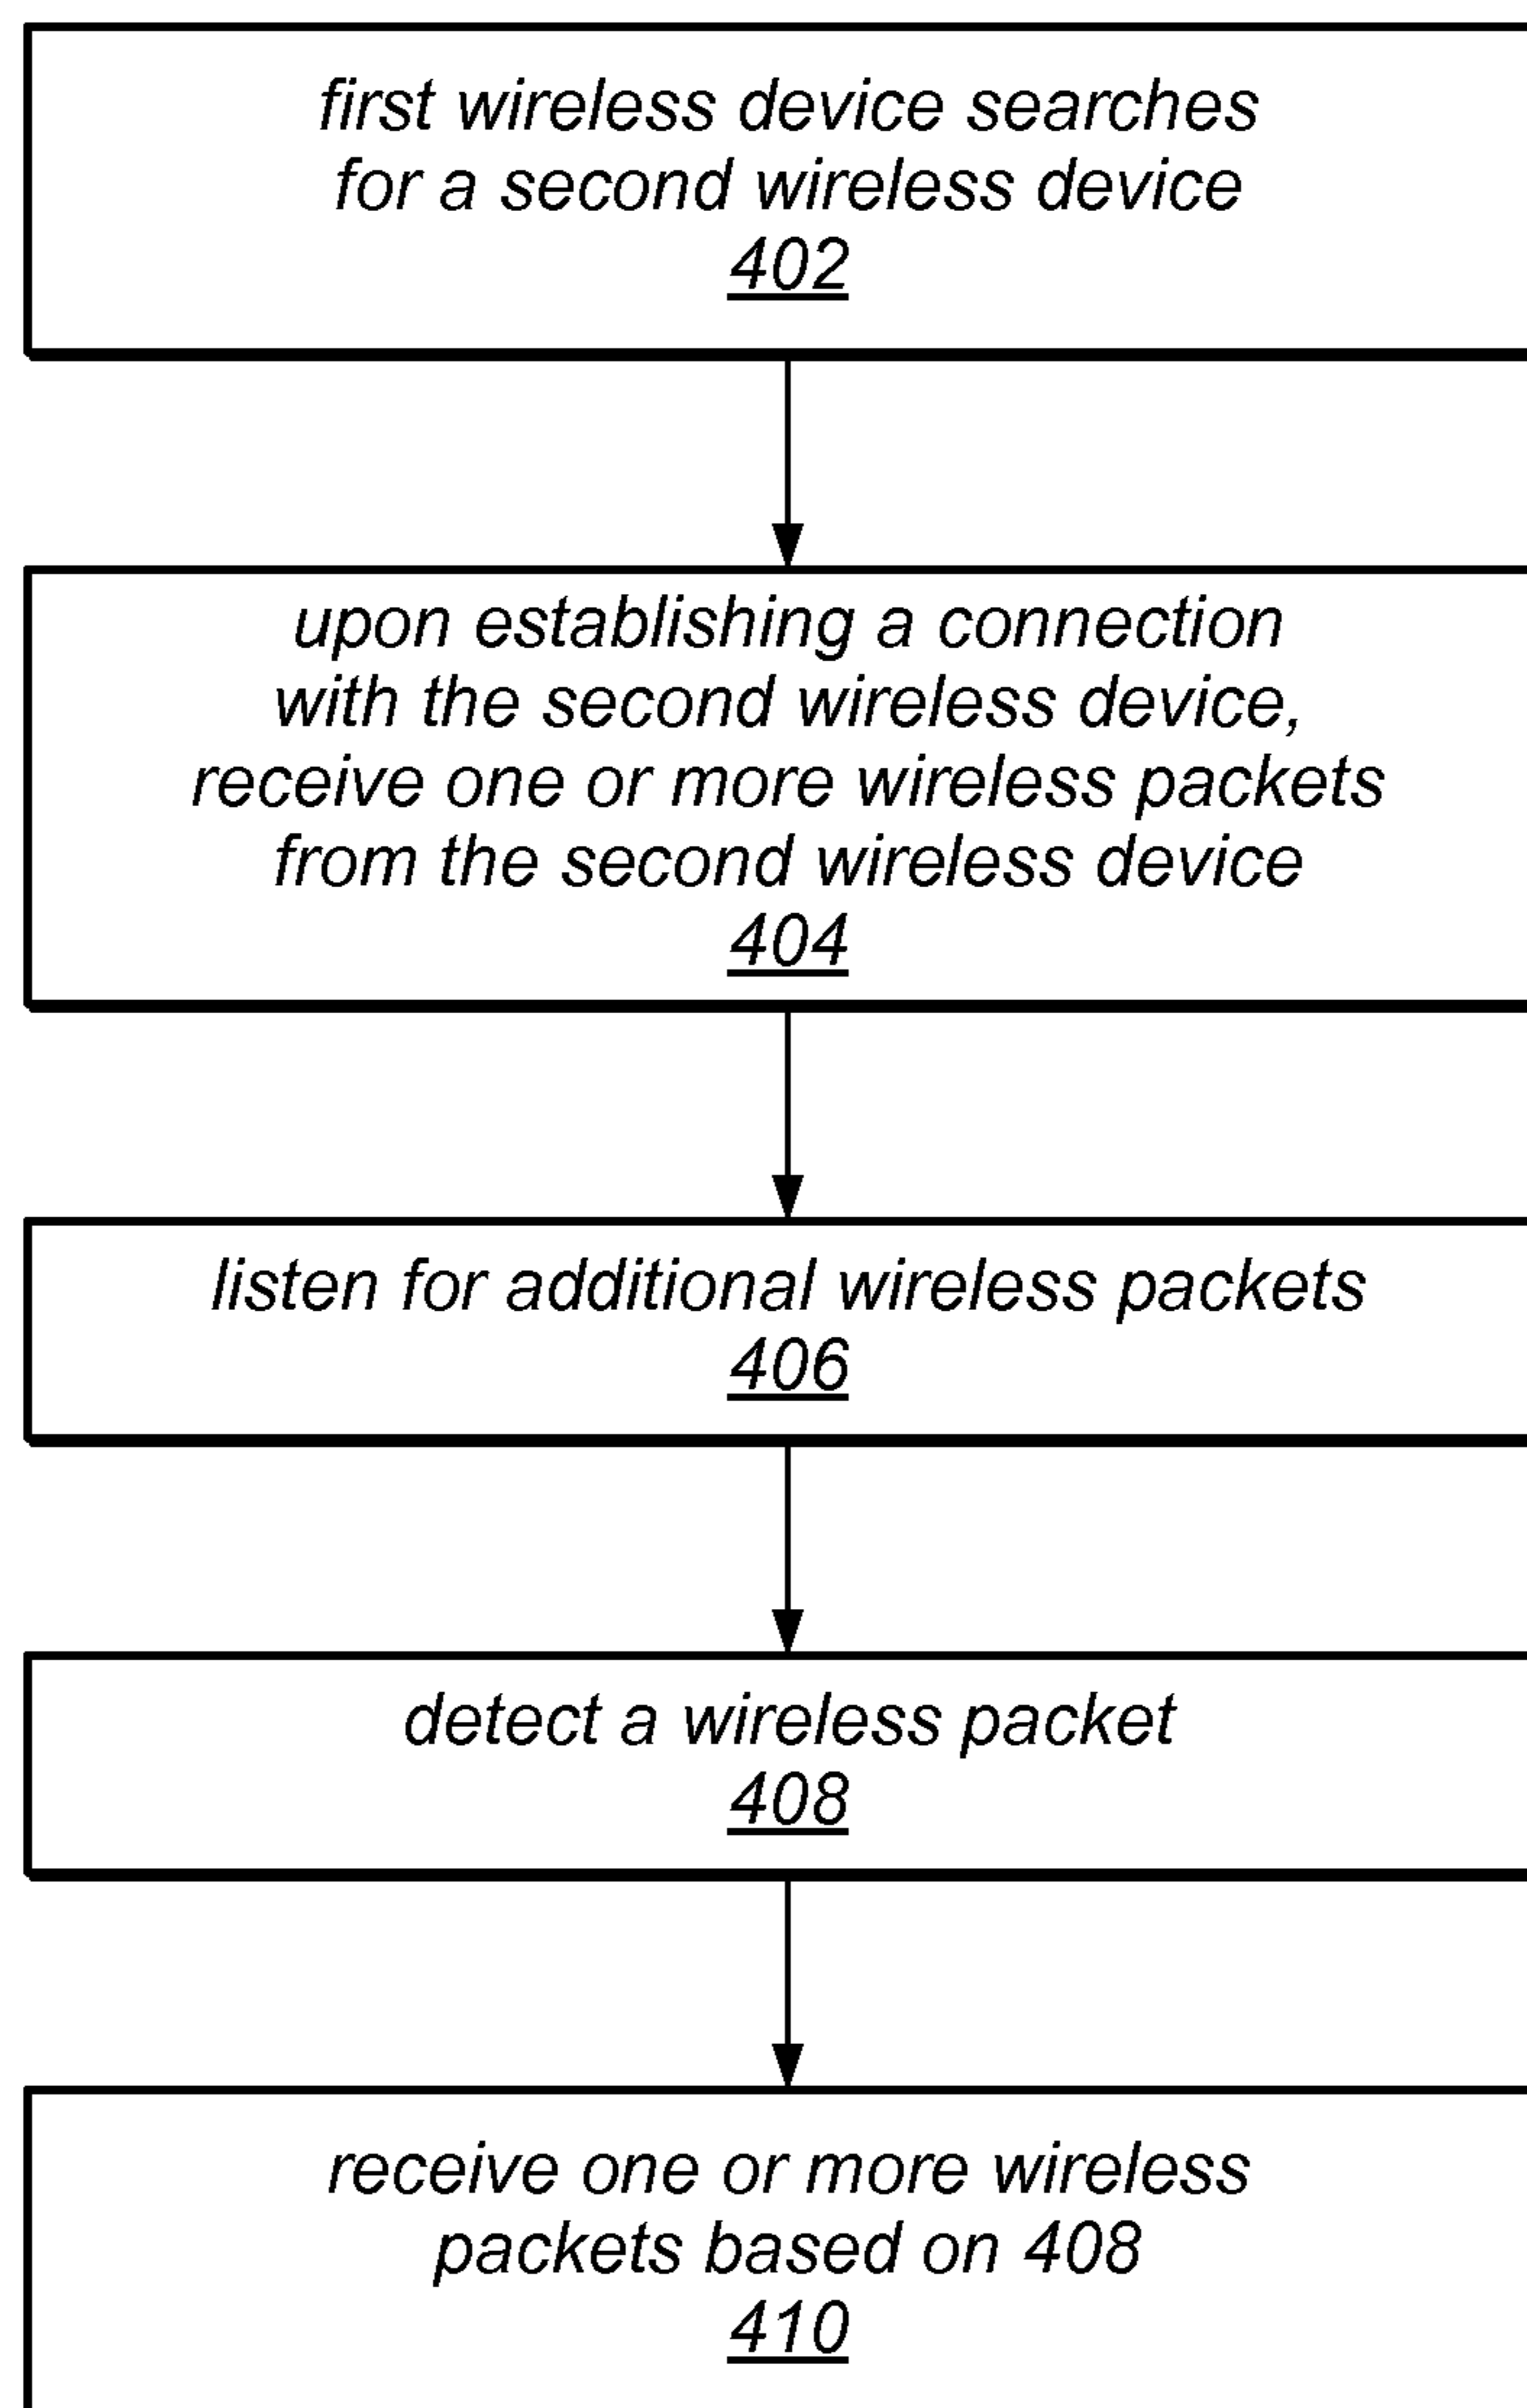 first wireless device searches
for a second wireless device
402
upon establishing a connection
with the second wireless device,
receive one or more wireless packets
from the second wireless device
404
listen for additional wireless packets
406
detect a wireless packet
408
receive one or more wireless
packets based on 408
410